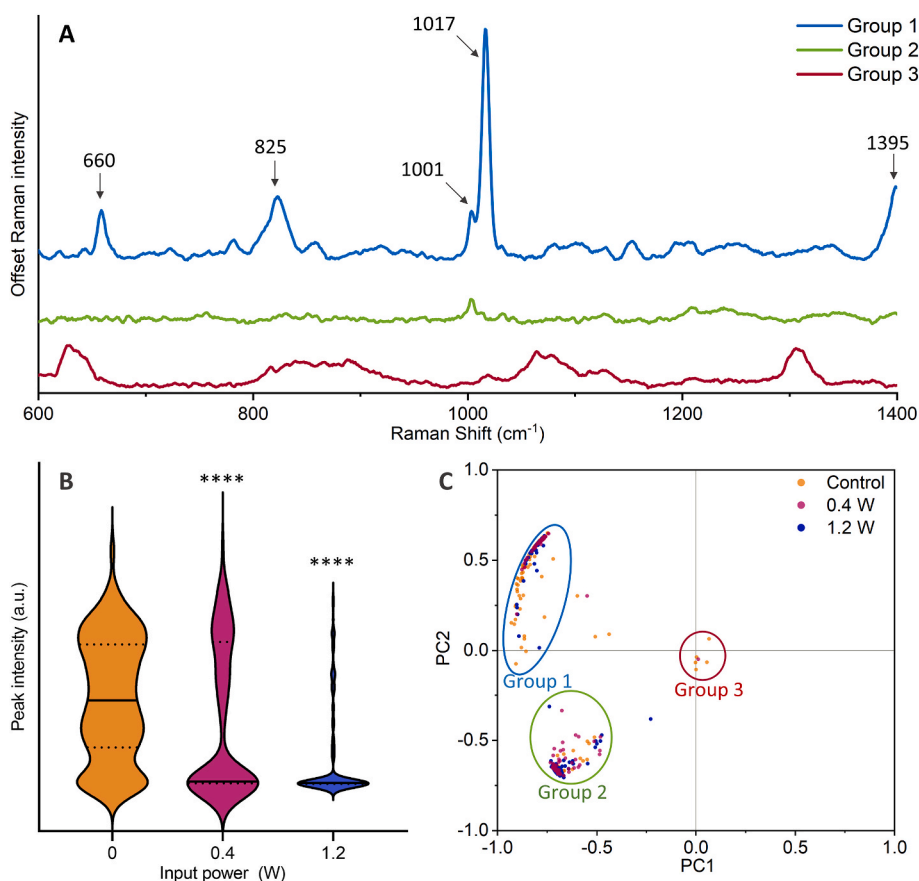 A
1017
Group 1
Group 2
Group 3
660
825
1001
1395
Offset Raman intensity
600
800
1000
1200
1400
Raman Shift (cm⁻¹)
B
****
****
Peak intensity (a.u.)
0
0.4
1.2
Input power (W)
C
1.0
Control
0.4 W
1.2 W
0.5
PC2
0.0
Group 1
Group 3
-0.5
Group 2
-1.0
-1.0
-0.5
0.0
0.5
1.0
PC1